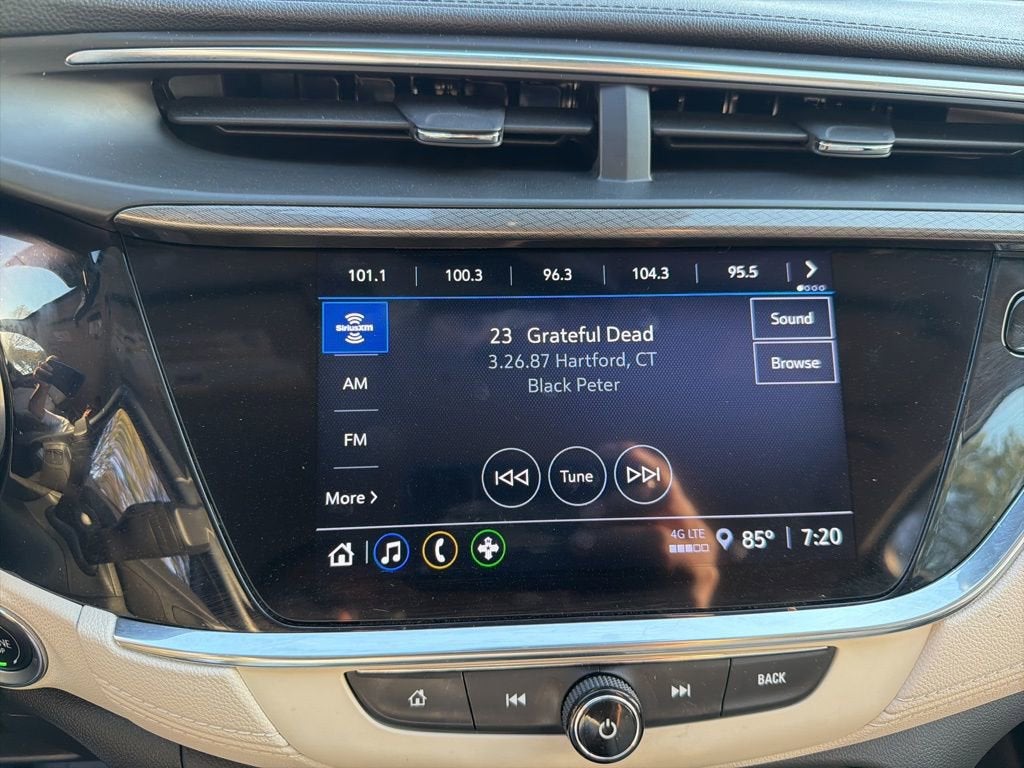 101.1 100.3 96.3 104.3 95.5
SiriusXM
23 Grateful Dead
3.26.87 Hartford, CT
Black Peter
Sound
Browse
AM
FM
More
Tune
4G LTE
85° 7:20
BACK